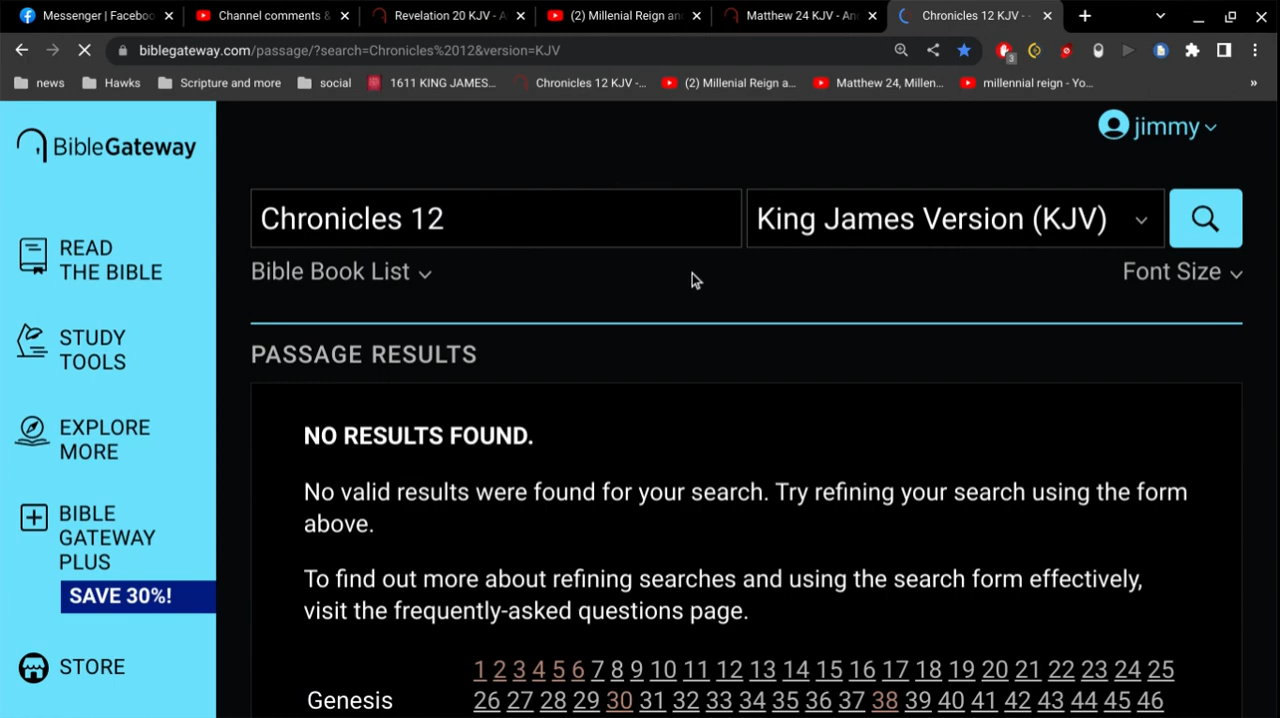 Messenger | Faceboo
Channel comments &
Revelation 20 KJV - A
(2) Millenial Reign an
Matthew 24 KJV - An
Chronicles 12 KJV -
biblegateway.com/passage/?search=Chronicles%2012&version=KJV
3
news
Hawks
Scripture and more
social
1611 KING JAMES...
Chronicles 12 KJV -...
(2) Millenial Reign a...
Matthew 24, Millen...
millennial reign - Yo...
»
BibleGateway
jimmy
Chronicles 12
King James Version (KJV)
Bible Book List
Font Size
READ
THE BIBLE
STUDY
TOOLS
EXPLORE
MORE
BIBLE
GATEWAY
PLUS
SAVE 30%!
STORE
PASSAGE RESULTS
NO RESULTS FOUND.
No valid results were found for your search. Try refining your search using the form
above.
To find out more about refining searches and using the search form effectively,
visit the frequently-asked questions page.
Genesis
1 2 3 4 5 6 7 8 9 10 11 12 13 14 15 16 17 18 19 20 21 22 23 24 25
26 27 28 29 30 31 32 33 34 35 36 37 38 39 40 41 42 43 44 45 46